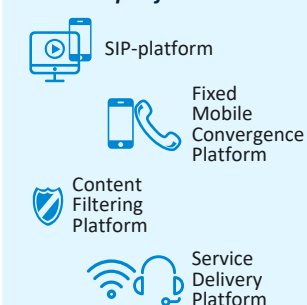 SIP-platform
Fixed
Mobile
Convergence
Platform
Content
Filtering
Platform
Service
Delivery
Platform